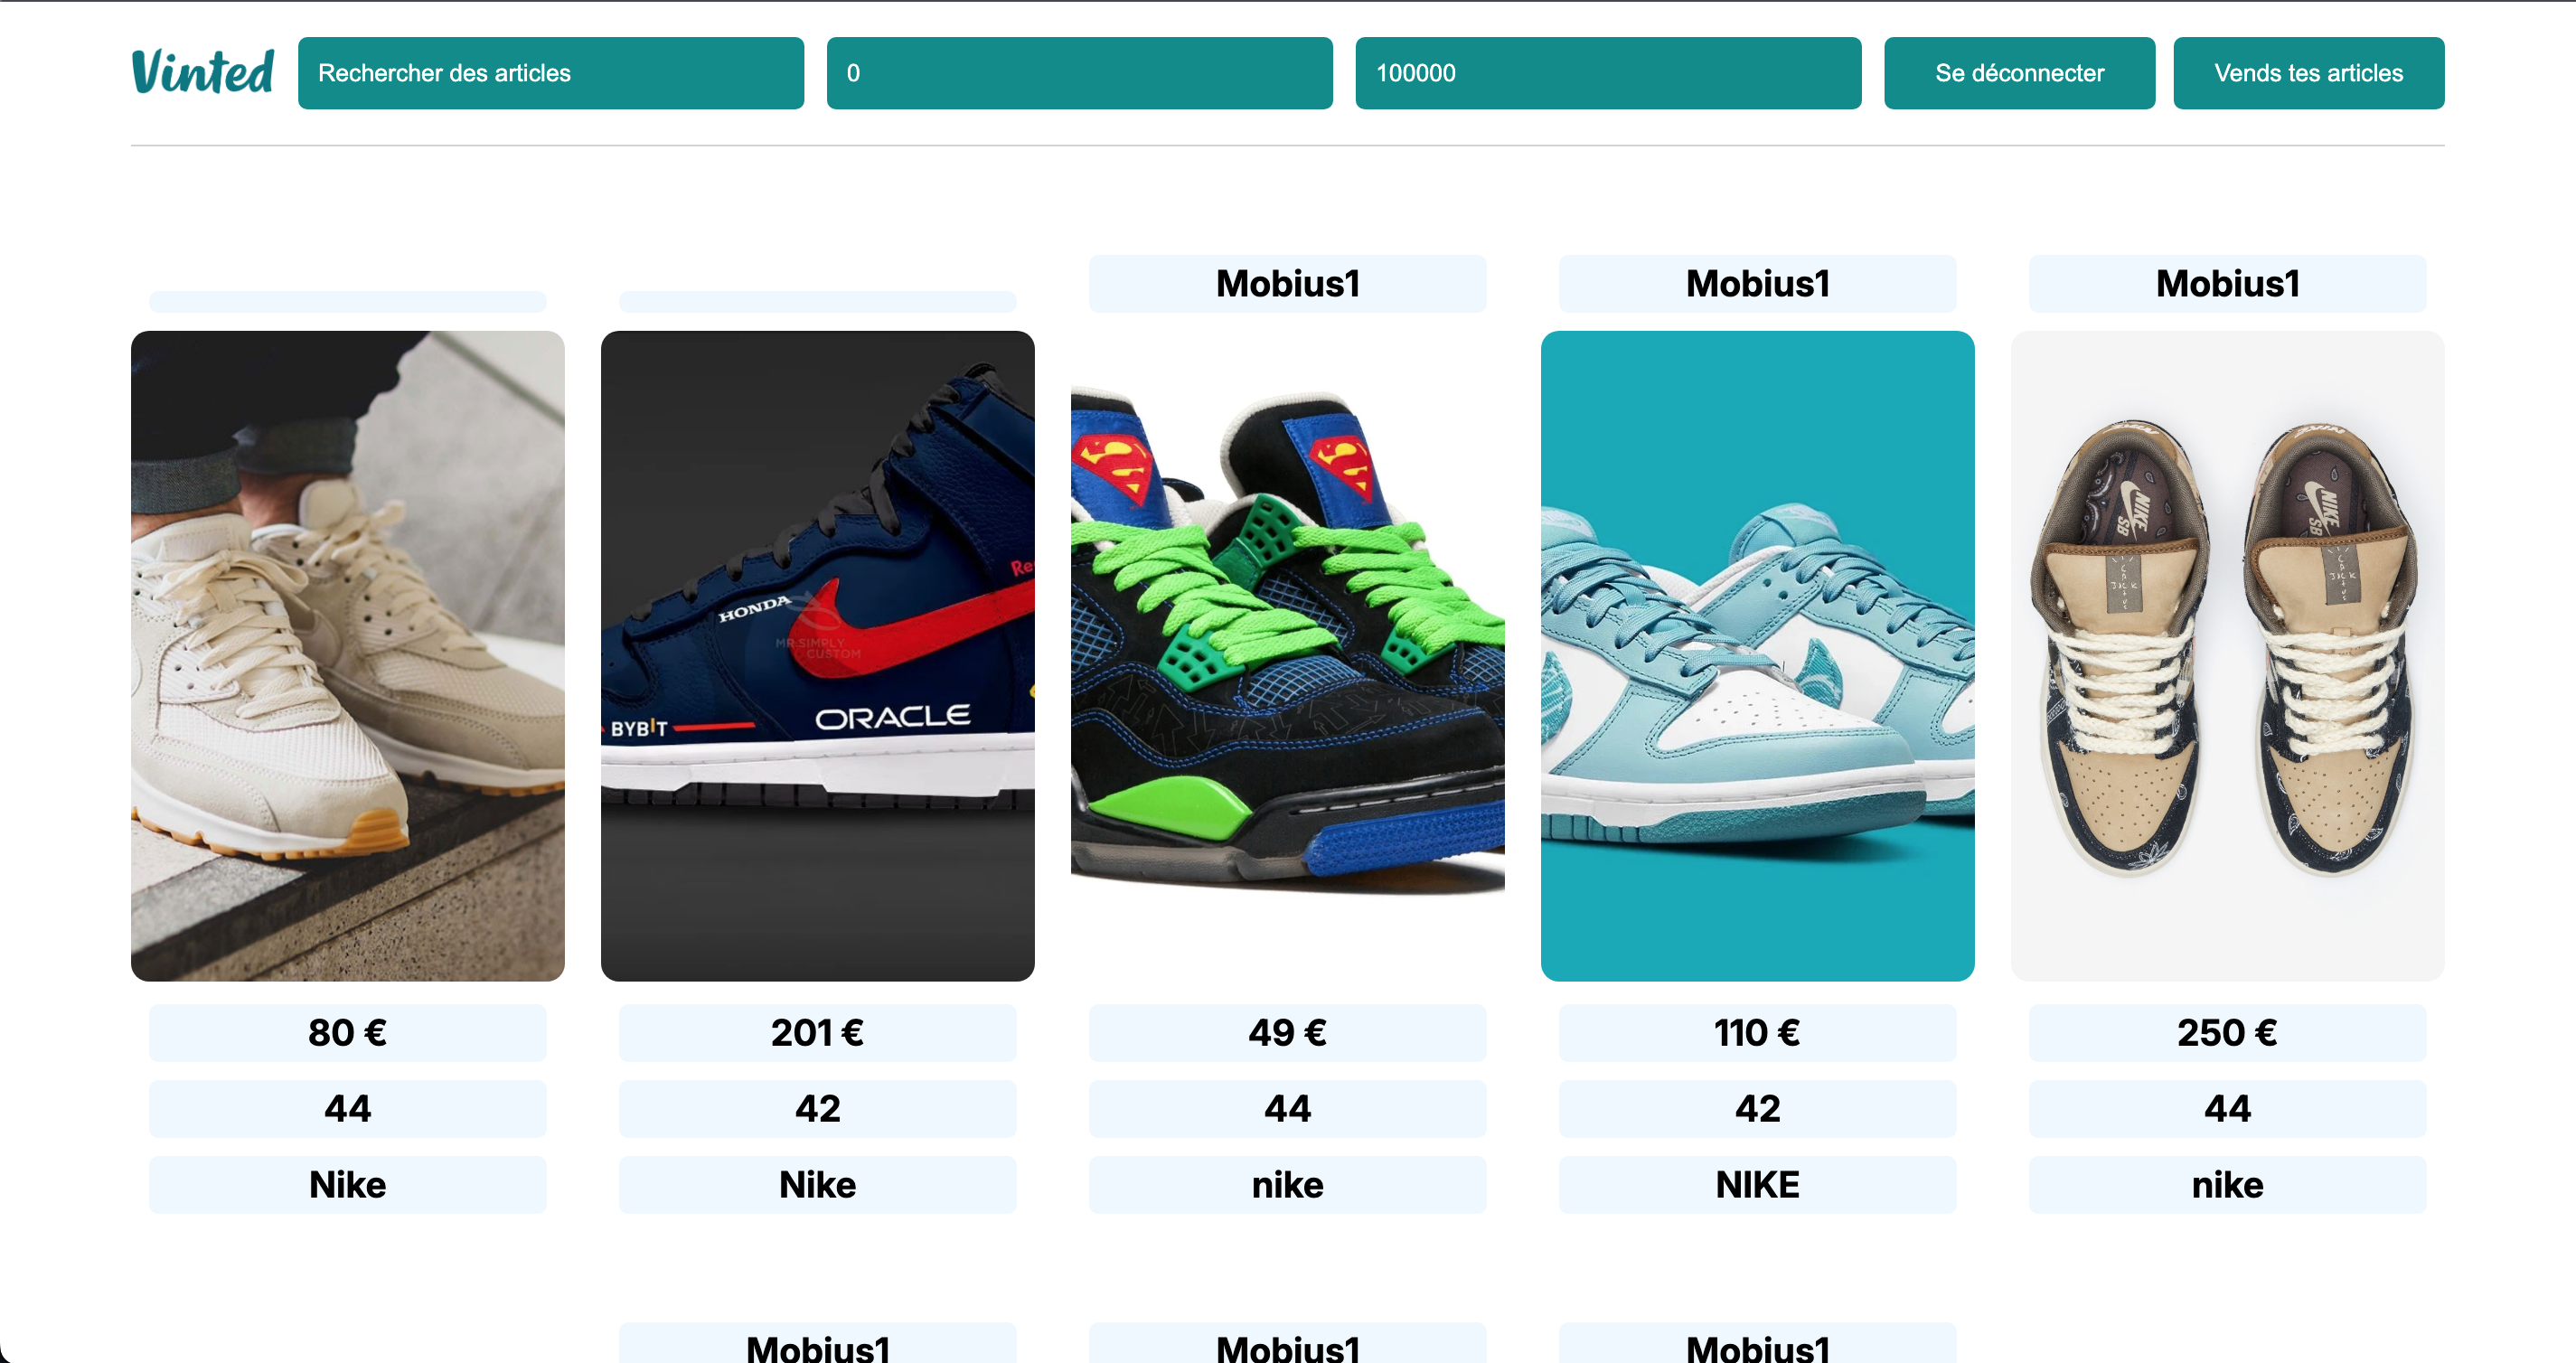 Vinted
Rechercher des articles
0
100000
Se déconnecter
Vends tes articles
Mobius1
Mobius1
Mobius1
HONDA
MR.SIMPLY
CUSTOM
BYBIT
ORACLE
NIKE
SB
NIKE
SB
80 €
201 €
49 €
110 €
250 €
44
42
44
42
44
Nike
Nike
nike
NIKE
nike
Mobius1
Mobius1
Mobius1